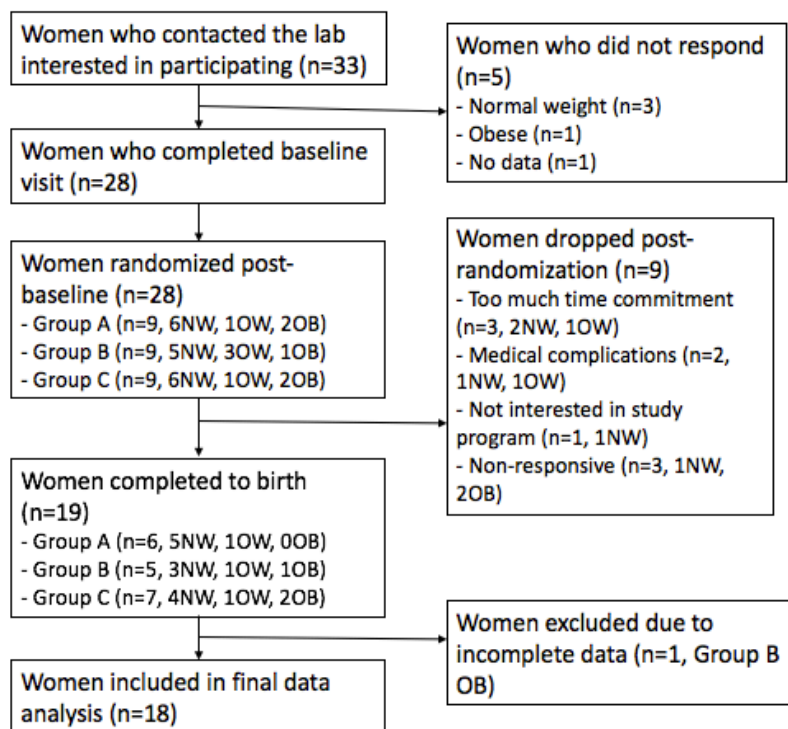 Women who contacted the lab
interested in participating (n=33)
Women who did not respond
(n=5)
- Normal weight (n=3)
- Obese (n=1)
- No data (n=1)
Women who completed baseline
visit (n=28)
Women randomized post-
baseline (n=28)
- Group A (n=9, 6NW, 1OW, 2OB)
- Group B (n=9, 5NW, 3OW, 1OB)
- Group C (n=9, 6NW, 1OW, 2OB)
Women dropped post-
randomization (n=9)
- Too much time commitment
(n=3, 2NW, 1OW)
- Medical complications (n=2,
1NW, 1OW)
- Not interested in study
program (n=1, 1NW)
- Non-responsive (n=3, 1NW,
2OB)
Women completed to birth
(n=19)
- Group A (n=6, 5NW, 1OW, 0OB)
- Group B (n=5, 3NW, 1OW, 1OB)
- Group C (n=7, 4NW, 1OW, 2OB)
Women excluded due to
incomplete data (n=1, Group B
OB)
Women included in final data
analysis (n=18)